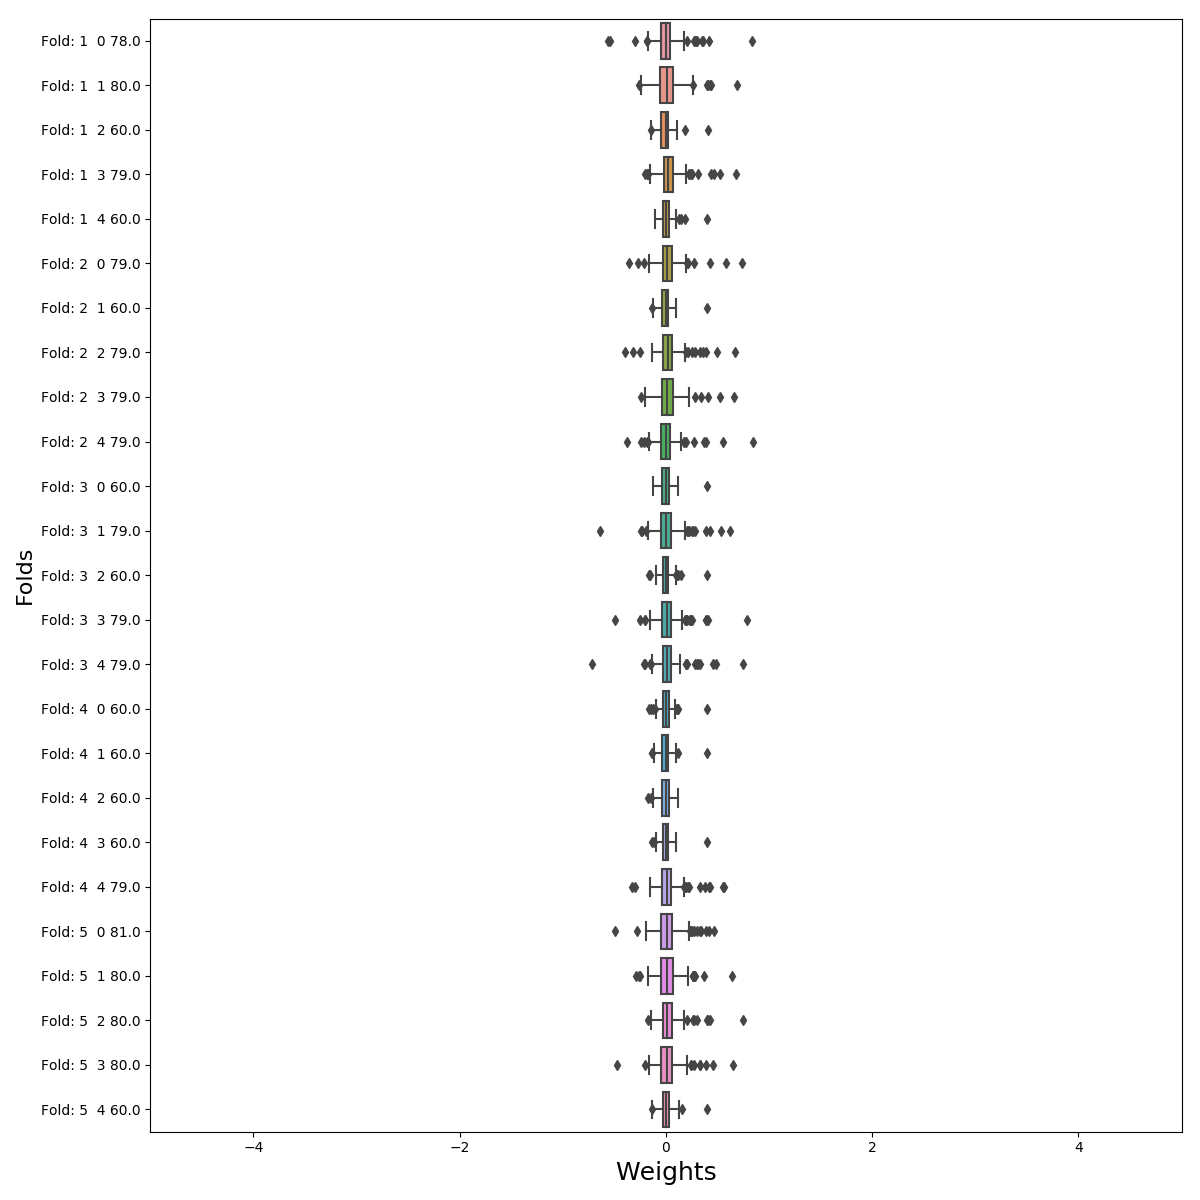 Fold: 1  0 78.0
Fold: 1  1 80.0
Fold: 1  2 60.0
Fold: 1  3 79.0
Fold: 1  4 60.0
Fold: 2  0 79.0
Fold: 2  1 60.0
Fold: 2  2 79.0
Fold: 2  3 79.0
Fold: 2  4 79.0
Fold: 3  0 60.0
Fold: 3  1 79.0
Fold: 3  2 60.0
Fold: 3  3 79.0
Fold: 3  4 79.0
Fold: 4  0 60.0
Fold: 4  1 60.0
Fold: 4  2 60.0
Fold: 4  3 60.0
Fold: 4  4 79.0
Fold: 5  0 81.0
Fold: 5  1 80.0
Fold: 5  2 80.0
Fold: 5  3 80.0
Fold: 5  4 60.0
Folds
−4 −2 0 2 4
Weights